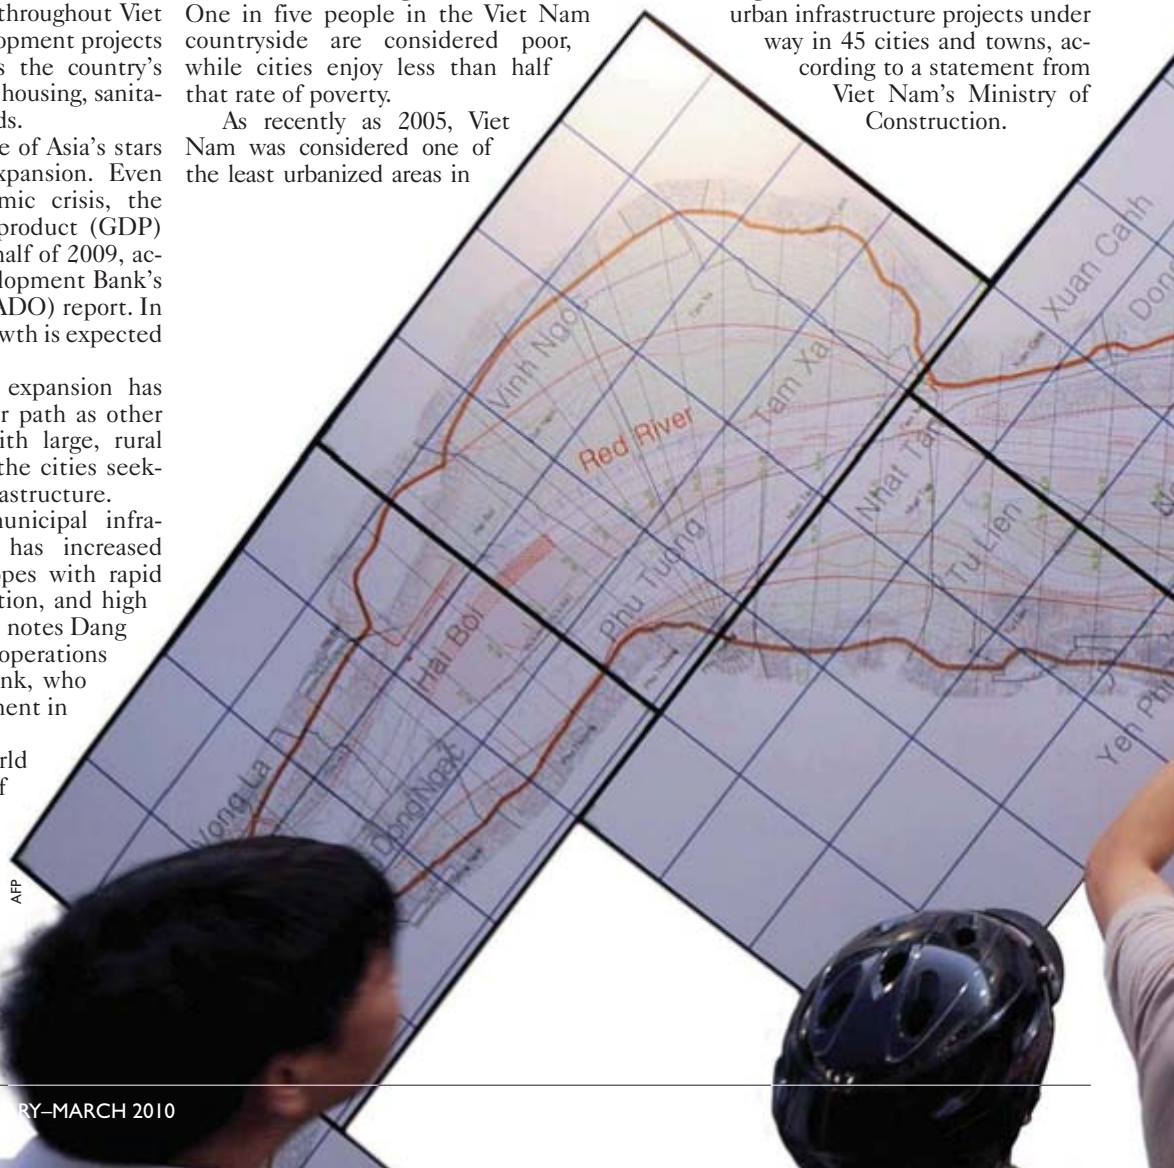 throughout Viet
opment projects
s the country's
housing, sanita-
ds.
e of Asia's stars
xpansion. Even
mic crisis, the
product (GDP)
half of 2009, ac-
lopment Bank's
ADO) report. In
wth is expected
expansion has
r path as other
ith large, rural
the cities seek-
astructure.
unicipal infra-
has increased
opes with rapid
tion, and high
notes Dang
operations
nk, who
ment in
rld
f
One in five people in the Viet Nam
countryside are considered poor,
while cities enjoy less than half
that rate of poverty.
As recently as 2005, Viet
Nam was considered one of
the least urbanized areas in
urban infrastructure projects under
way in 45 cities and towns, ac-
cording to a statement from
Viet Nam's Ministry of
Construction.
Xuan Canh
Dong
Vinh Ngoc
Tam Xa
Red River
Nhat Tan
Tu Lien
Phu Tuong
Hai Boi
Yen Ph
Vong La
DongNgac
AFP
RY–MARCH 2010